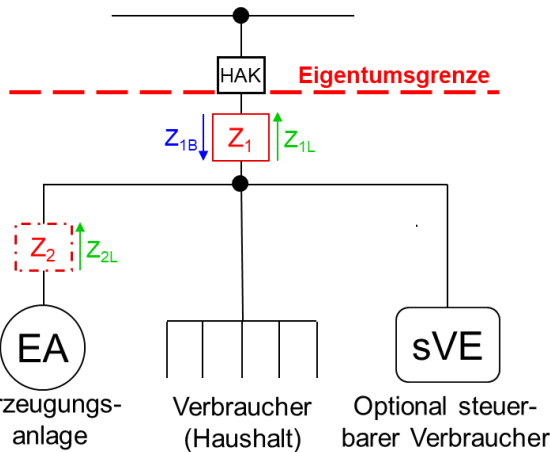 HAK
Eigentumsgrenze
Z1B
Z1
Z1L
Z2
Z2L
EA
sVE
rzeugungs-
anlage
Verbraucher
(Haushalt)
Optional steuer-
barer Verbraucher